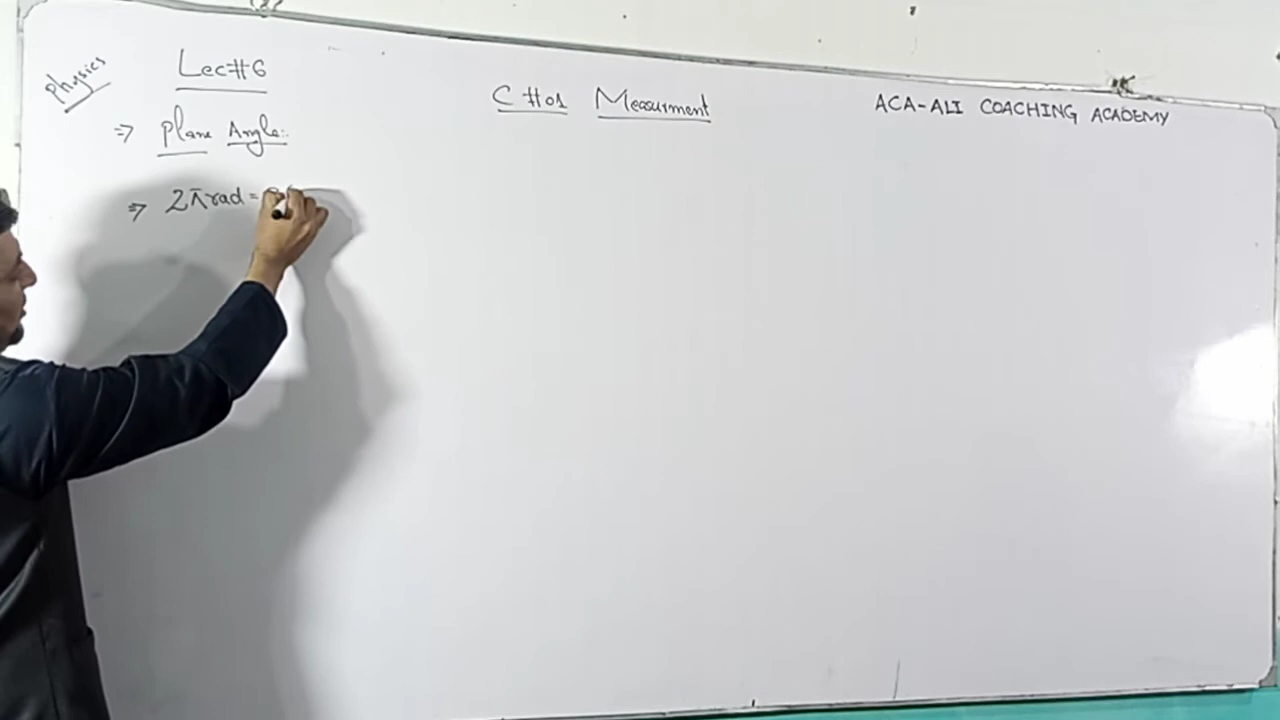 Physics
Lec#6
C#01 Measurment
ACA-ALI COACHING ACADEMY
⇒ Plane Angle:.
⇒ 2π rad =